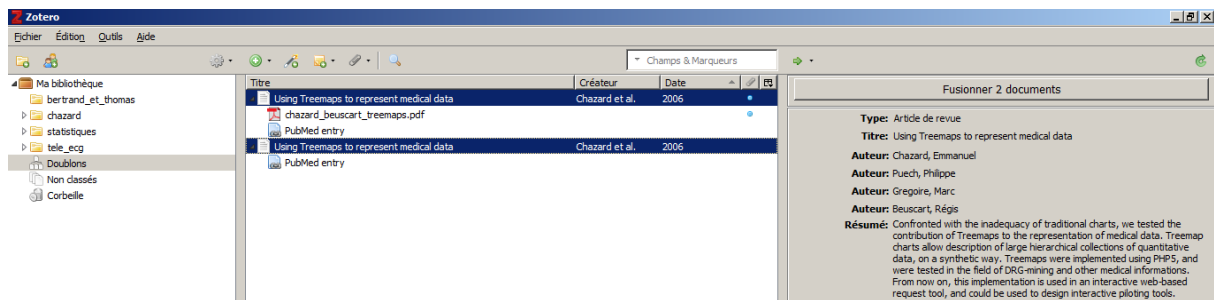 Zotero
Fichier Édition Outils Aide
Champs & Marqueurs
Ma bibliothèque
bertrand_et_thomas
chazard
statistiques
tele_ecg
Doublons
Non classés
Corbeille
Titre Créateur Date
Using Treemaps to represent medical data Chazard et al. 2006
chazard_beuscart_treemaps.pdf
PubMed entry
Using Treemaps to represent medical data Chazard et al. 2006
PubMed entry
Fusionner 2 documents
Type: Article de revue
Titre: Using Treemaps to represent medical data
Auteur: Chazard, Emmanuel
Auteur: Puech, Philippe
Auteur: Gregoire, Marc
Auteur: Beuscart, Régis
Résumé: Confronted with the inadequacy of traditional charts, we tested the
contribution of Treemaps to the representation of medical data. Treemap
charts allow description of large hierarchical collections of quantitative
data, on a synthetic way. Treemaps were implemented using PHP5, and
were tested in the field of DRG-mining and other medical informations.
From now on, this implementation is used in an interactive web-based
request tool, and could be used to design interactive piloting tools.